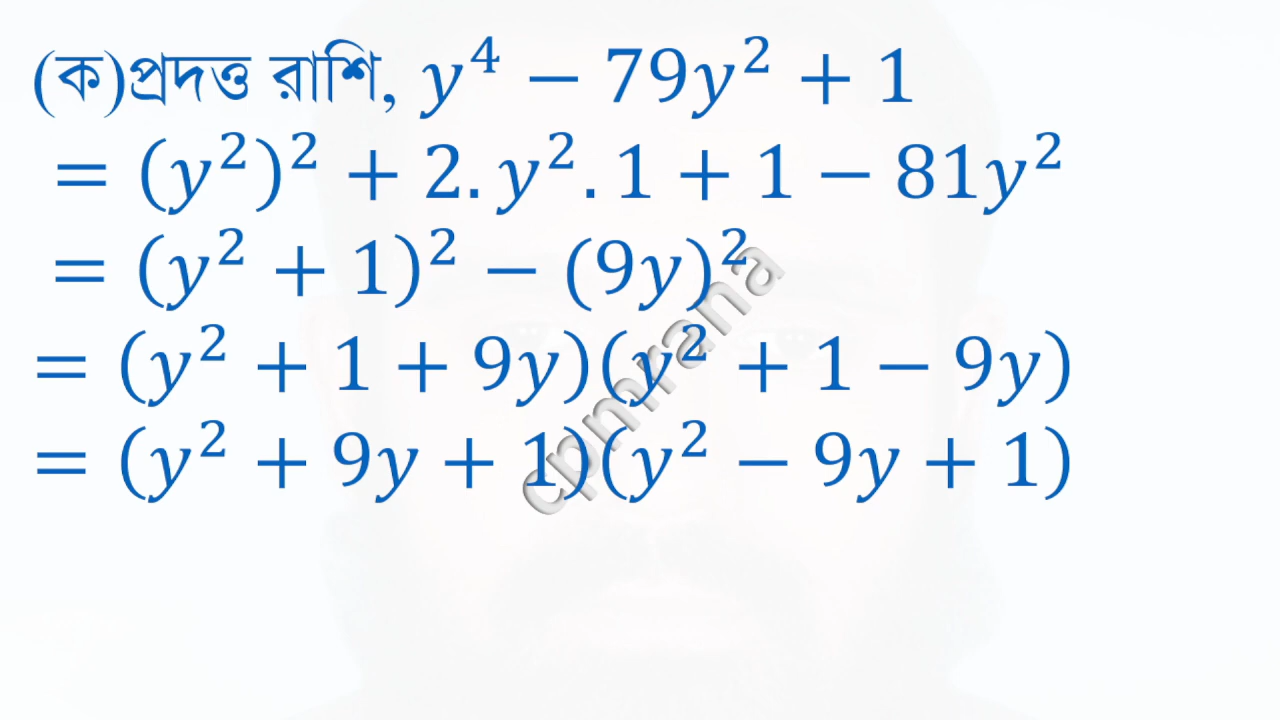 (ক)প্রদত্ত রাশি, y⁴ − 79y² + 1
= (y²)² + 2. y². 1 + 1 − 81y²
= (y² + 1)² − (9y)²
= (y² + 1 + 9y)(y² + 1 − 9y)
= (y² + 9y + 1)(y² − 9y + 1)
cpmrana